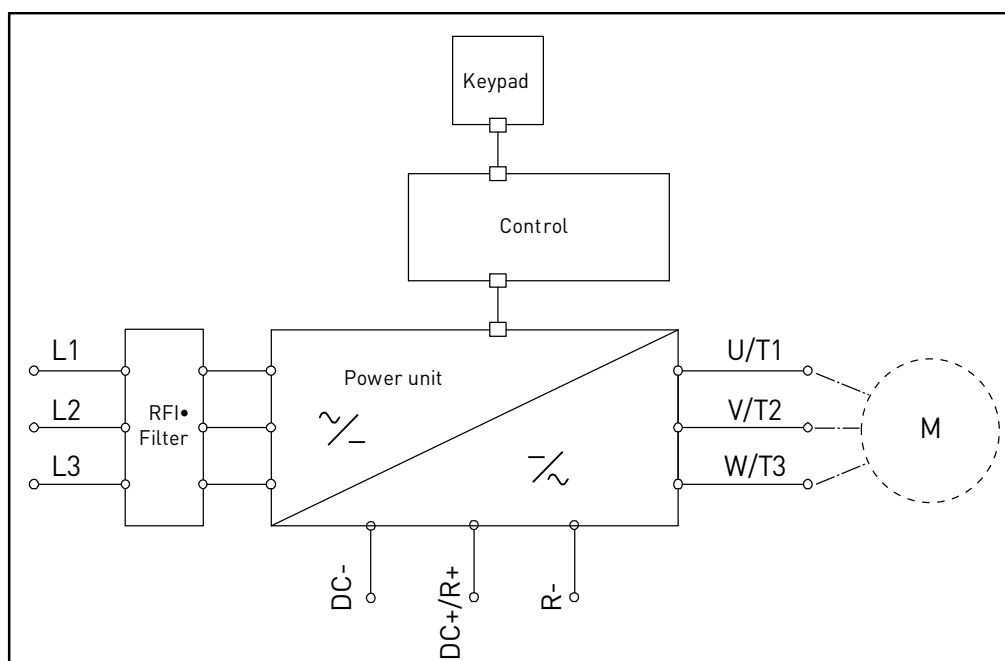 Keypad
Control
L1
L2
L3
RFI•
Filter
Power unit
U/T1
V/T2
W/T3
M
DC-
DC+/R+
R-